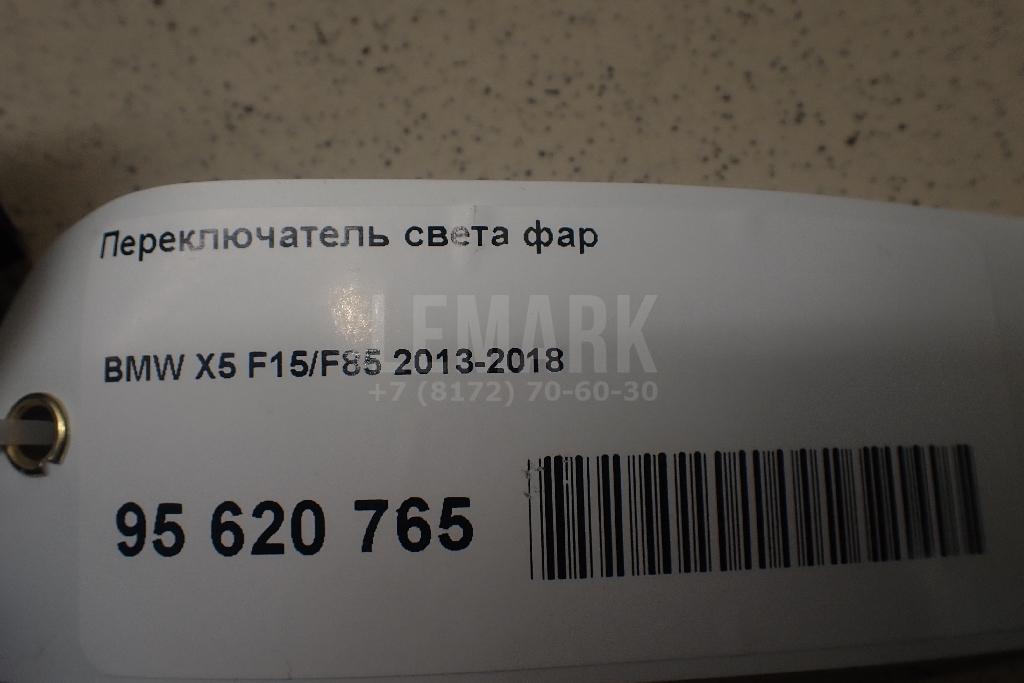 Переключатель света фар
LEMARK
BMW X5 F15/F85 2013-2018
+7 (8172) 70-60-30
95 620 765